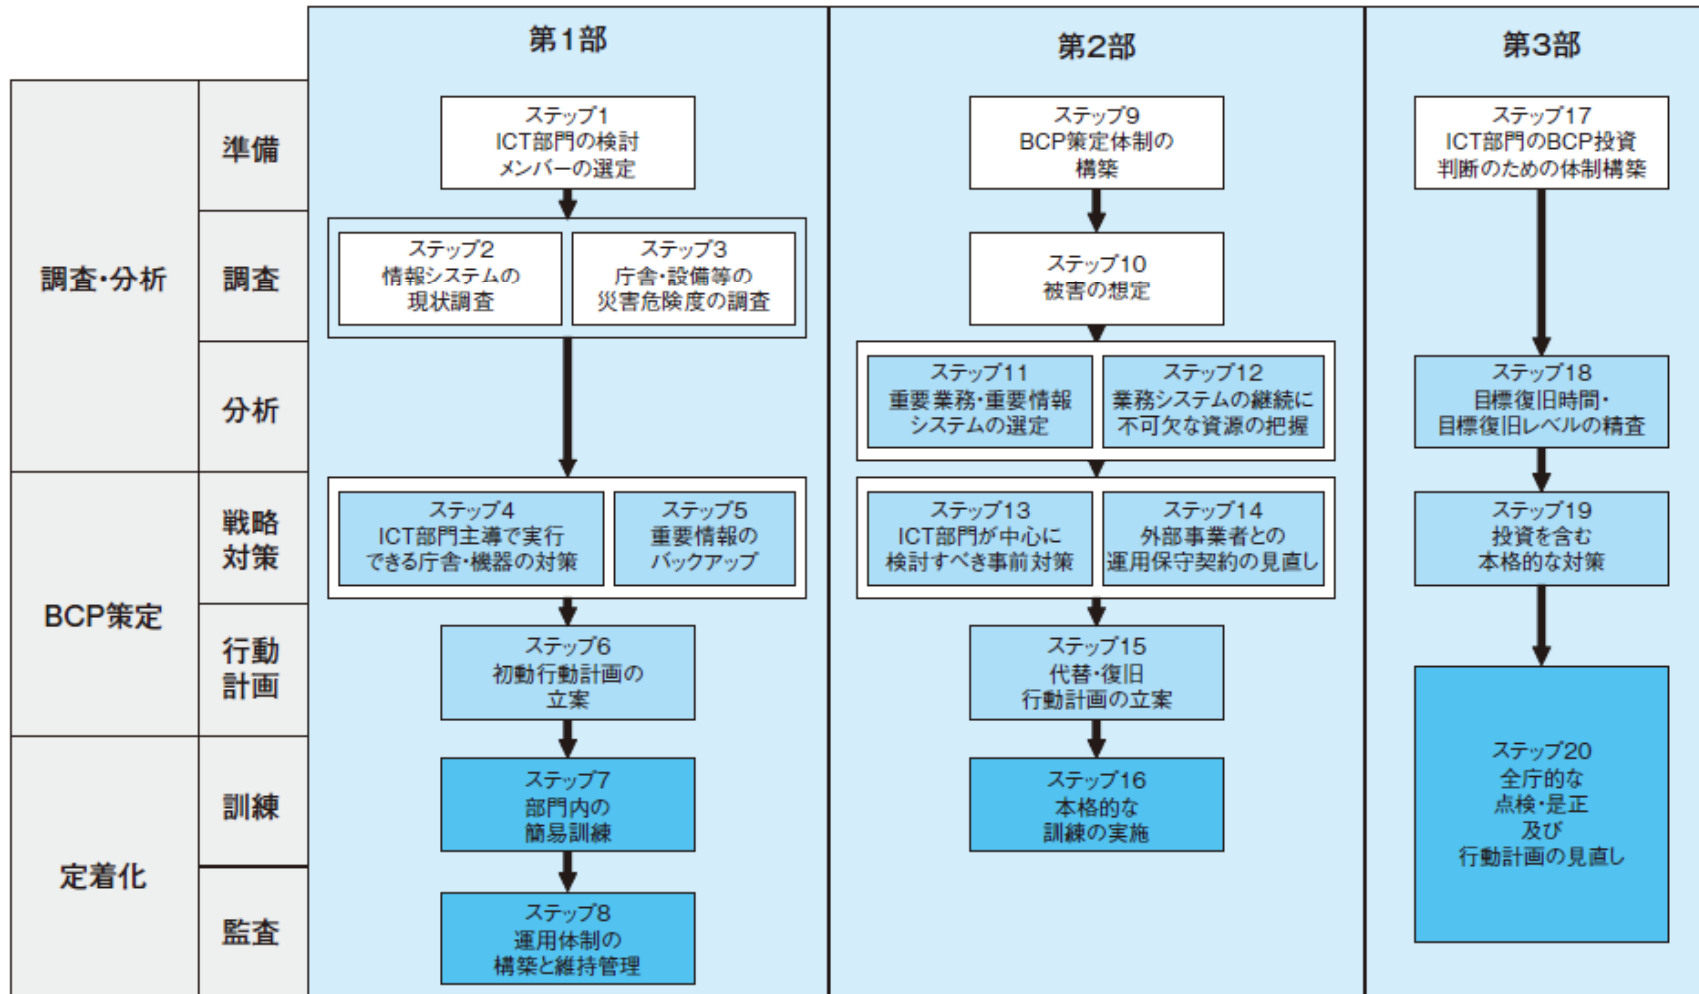 第1部
第2部
第3部
調査・分析
準備
調査
分析
BCP策定
戦略
対策
行動
計画
定着化
訓練
監査
ステップ1
ICT部門の検討
メンバーの選定
ステップ2
情報システムの
現状調査
ステップ3
庁舎・設備等の
災害危険度の調査
ステップ4
ICT部門主導で実行
できる庁舎・機器の対策
ステップ5
重要情報の
バックアップ
ステップ6
初動行動計画の
立案
ステップ7
部門内の
簡易訓練
ステップ8
運用体制の
構築と維持管理
ステップ9
BCP策定体制の
構築
ステップ10
被害の想定
ステップ11
重要業務・重要情報
システムの選定
ステップ12
業務システムの継続に
不可欠な資源の把握
ステップ13
ICT部門が中心に
検討すべき事前対策
ステップ14
外部事業者との
運用保守契約の見直し
ステップ15
代替・復旧
行動計画の立案
ステップ16
本格的な
訓練の実施
ステップ17
ICT部門のBCP投資
判断のための体制構築
ステップ18
目標復旧時間・
目標復旧レベルの精査
ステップ19
投資を含む
本格的な対策
ステップ20
全庁的な
点検・是正
及び
行動計画の見直し